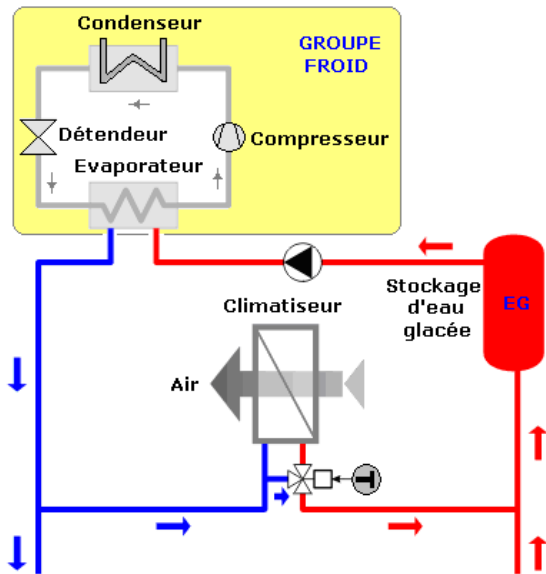 Condenseur
GROUPE
FROID
Détendeur
Compresseur
Evaporateur
Stockage
d'eau
glacée
EG
Climatiseur
Air
T